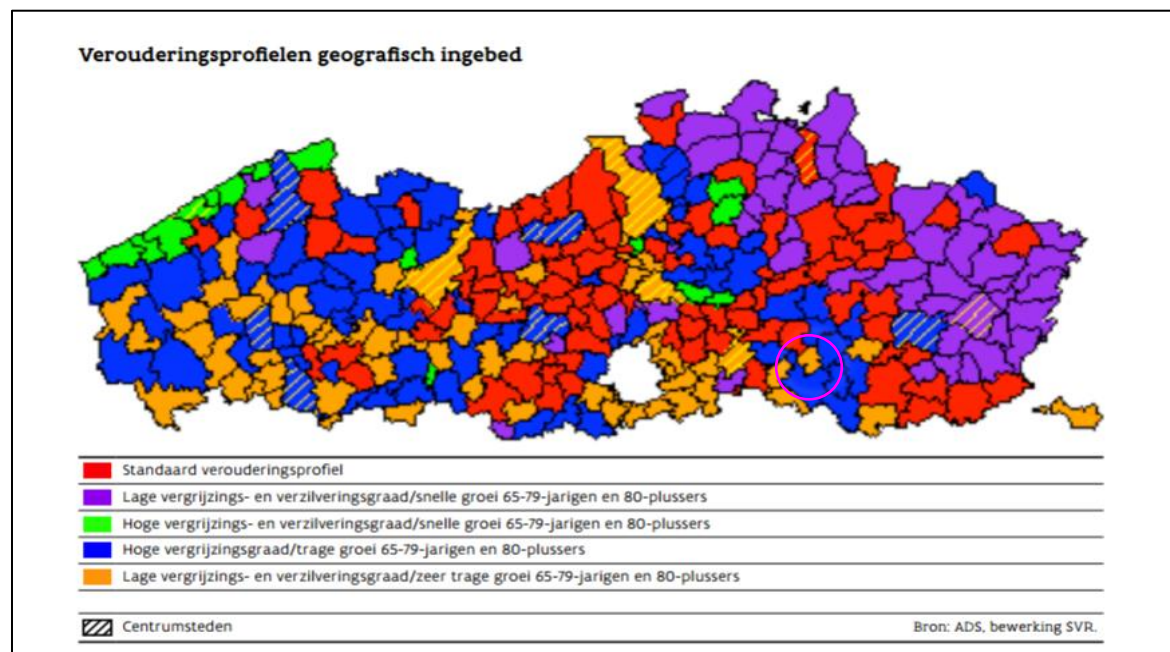 Verouderingsprofielen geografisch ingebed
Standaard verouderingsprofiel
Lage vergrijzings- en verzilveringsgraad/snelle groei 65-79-jarigen en 80-plussers
Hoge vergrijzings- en verzilveringsgraad/snelle groei 65-79-jarigen en 80-plussers
Hoge vergrijzingsgraad/trage groei 65-79-jarigen en 80-plussers
Lage vergrijzings- en verzilveringsgraad/zeer trage groei 65-79-jarigen en 80-plussers
Centrumsteden
Bron: ADS, bewerking SVR.